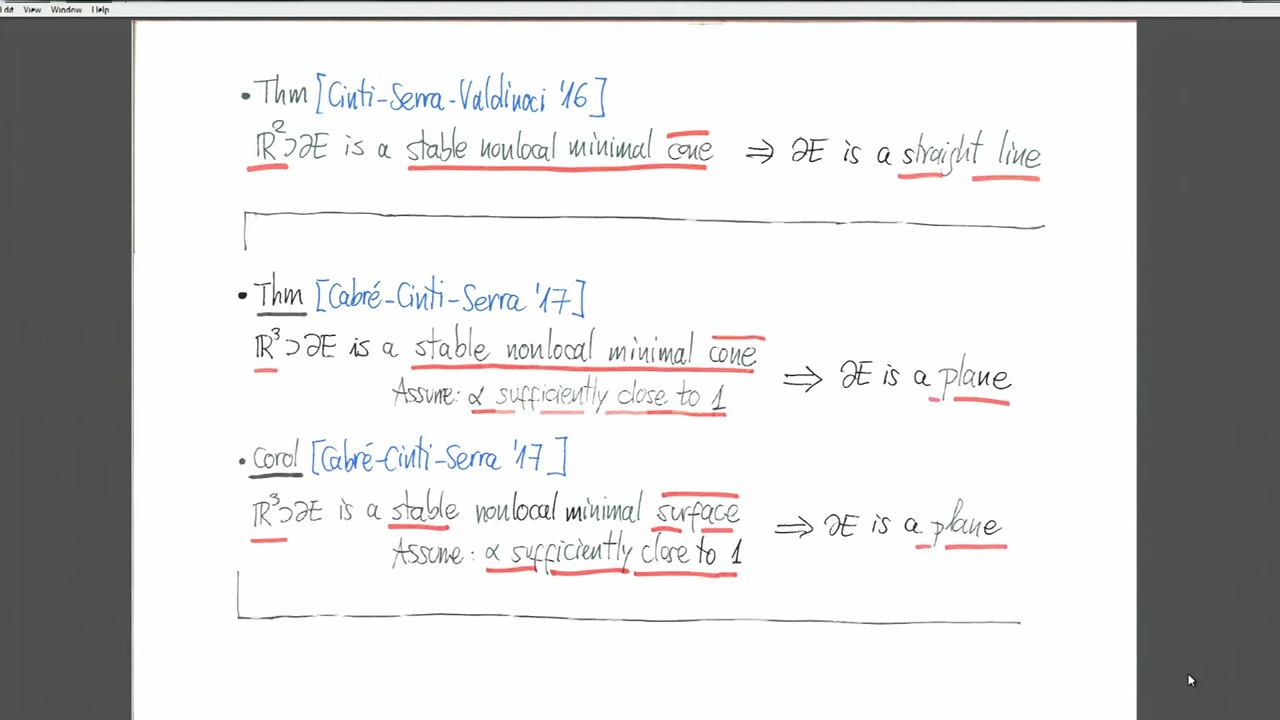 Edit View Window Help
• Thm [Cinti-Serra-Valdinoci '16]
ℝ²⊃∂E is a stable nonlocal minimal cone ⇒ ∂E is a straight line
• Thm [Cabré-Cinti-Serra '17]
ℝ³⊃∂E is a stable nonlocal minimal cone ⇒ ∂E is a plane
Assume: α sufficiently close to 1
• Corol [Cabré-Cinti-Serra '17]
ℝ³⊃∂E is a stable nonlocal minimal surface ⇒ ∂E is a plane
Assume: α sufficiently close to 1